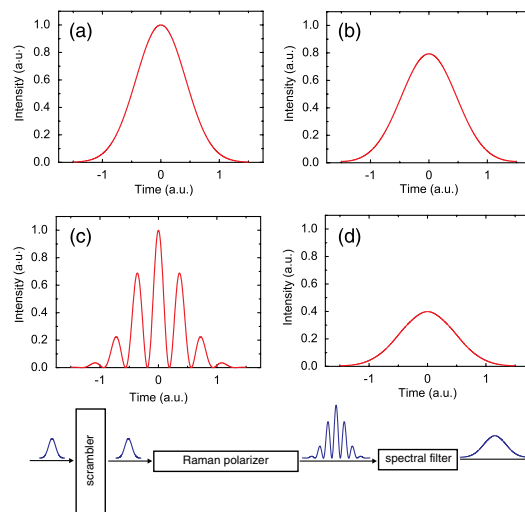 (a)
Intensity (a·u·)
1.0
0.8
0.6
0.4
0.2
0.0
-1
0
1
Time (a.u.)
(b)
Intensity (a.u.)
1.0
0.8
0.6
0.4
0.2
0.0
-1
0
1
Time (a.u.)
(c)
Intensity (a·u·)
1.0
0.8
0.6
0.4
0.2
0.0
-1
0
1
Time (a.u.)
(d)
Intensity (a.u.)
1.0
0.8
0.6
0.4
0.2
0.0
-1
0
1
Time (a.u.)
scrambler
Raman polarizer
spectral filter